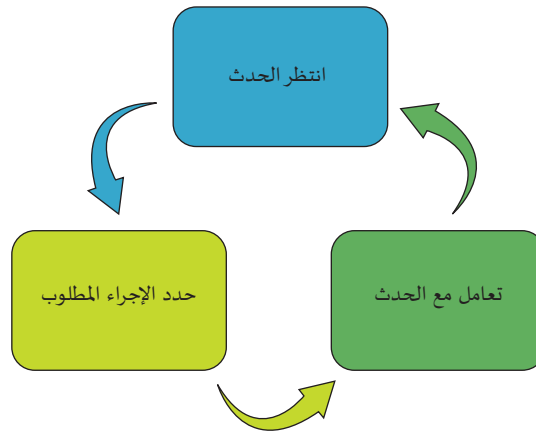 انتظر الحدث
حدد الإجراء المطلوب
تعامل مع الحدث